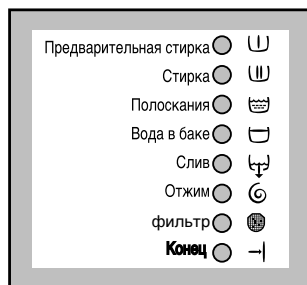 Предварительная стирка
Стирка
Полоскания
Вода в баке
Слив
Отжим
фильтр
Конец